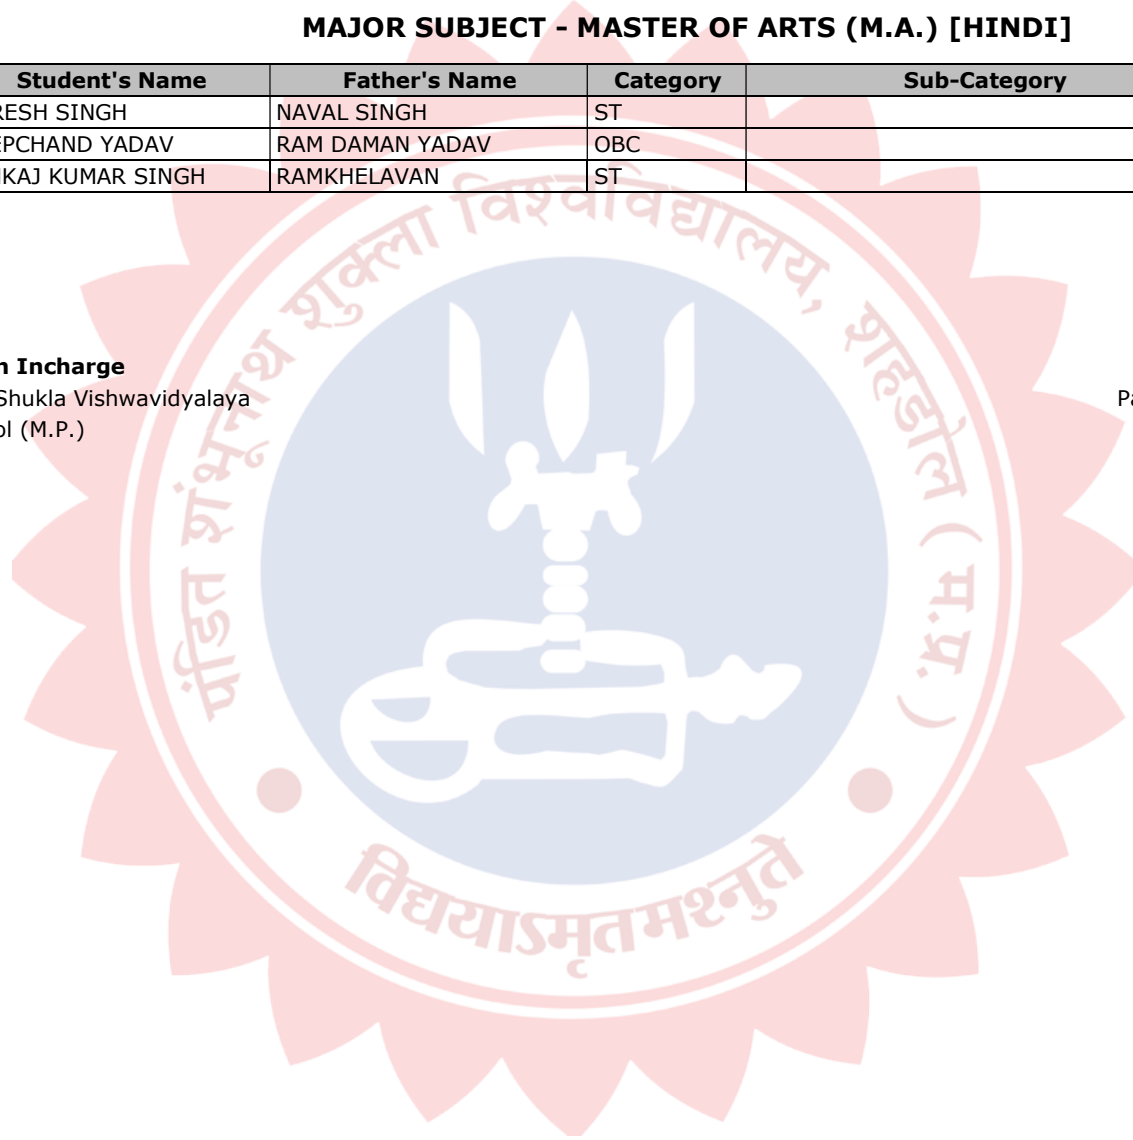 MAJOR SUBJECT - MASTER OF ARTS (M.A.) [HINDI]
Student's Name Father's Name Category Sub-Category
RESH SINGH NAVAL SINGH ST
EPCHAND YADAV RAM DAMAN YADAV OBC
KAJ KUMAR SINGH RAMKHELAVAN ST
n Incharge
Shukla Vishwavidyalaya Pa
ol (M.P.)
पंडित शंभूनाथ शुक्ला विश्वविद्यालय, शहडोल (म.प्र.)
विद्ययाऽमृतमश्नुते